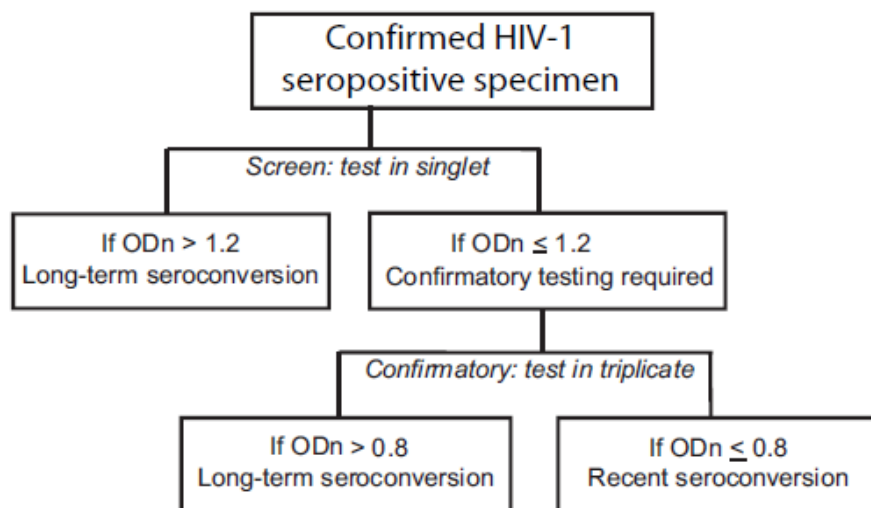 Confirmed HIV-1
seropositive specimen
Screen: test in singlet
If ODn > 1.2
Long-term seroconversion
If ODn ≤ 1.2
Confirmatory testing required
Confirmatory: test in triplicate
If ODn > 0.8
Long-term seroconversion
If ODn ≤ 0.8
Recent seroconversion